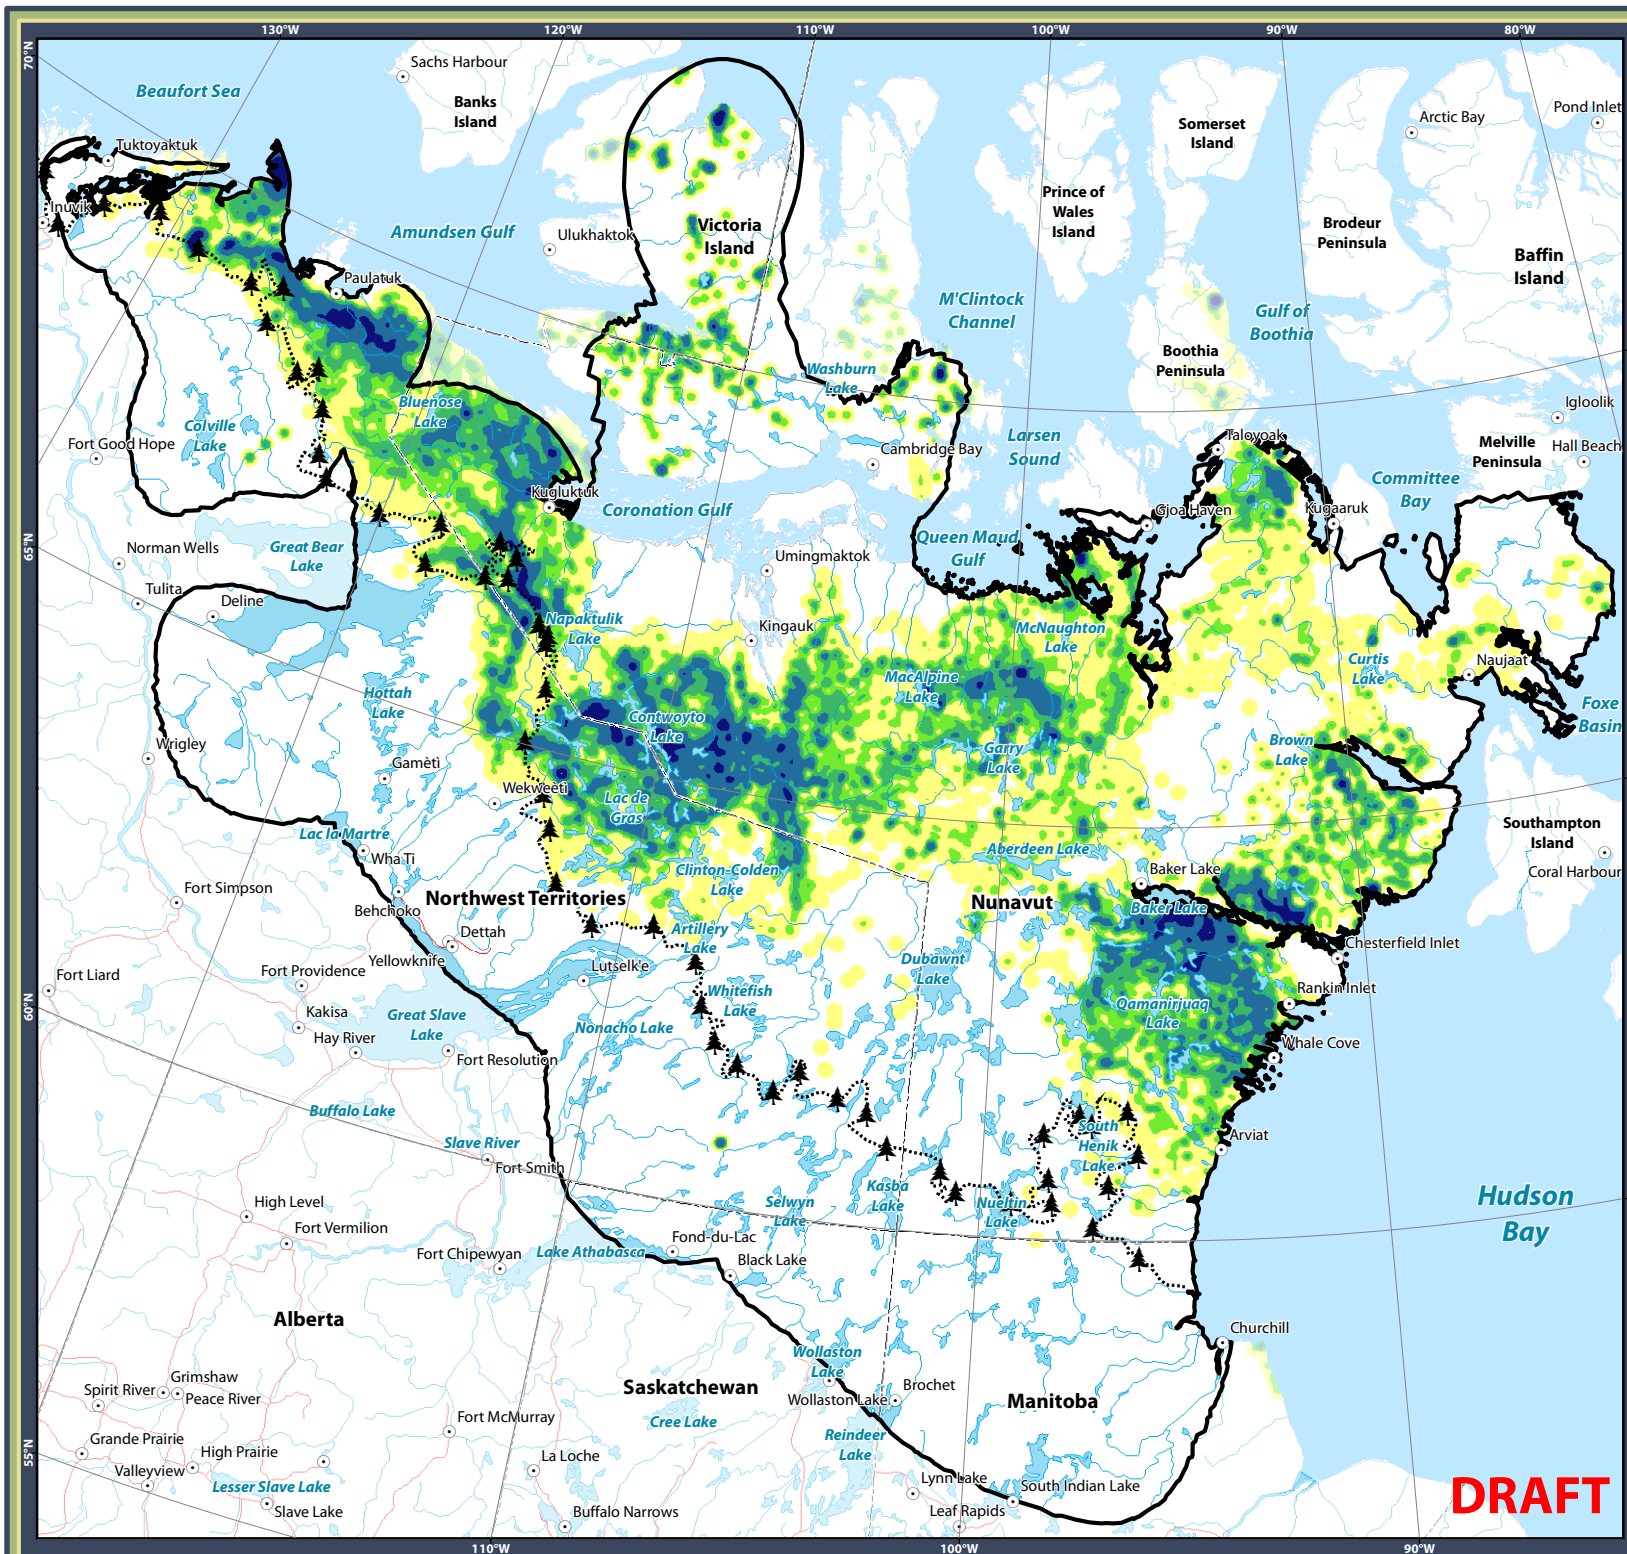 130°W
120°W
110°W
100°W
90°W
80°W
70°N
65°N
60°N
55°N
Beaufort Sea
Sachs Harbour
Banks
Island
Somerset
Island
Arctic Bay
Pond Inlet
Tuktoyaktuk
Inuvik
Prince of
Wales
Island
Brodeur
Peninsula
Baffin
Island
Amundsen Gulf
Ulukhaktok
Victoria
Island
Paulatuk
M'Clintock
Channel
Gulf of
Boothia
Boothia
Peninsula
Washburn
Lake
Bluenose
Lake
Colville
Lake
Fort Good Hope
Cambridge Bay
Larsen
Sound
Taloyoak
Igloolik
Melville
Peninsula
Hall Beach
Committee
Bay
Kugluktuk
Coronation Gulf
Gjoa Haven
Kugaaruk
Norman Wells
Great Bear
Lake
Queen Maud
Gulf
Umingmaktok
Tulita
Deline
Napaktulik
Lake
Kingauk
McNaughton
Lake
Curtis
Lake
Naujaat
MacAlpine
Lake
Hottah
Lake
Contwoyto
Lake
Foxe
Basin
Wrigley
Gamètì
Garry
Lake
Brown
Lake
Wekweètì
Lac de
Gras
Lac la Martre
Wha Ti
Aberdeen Lake
Southampton
Island
Coral Harbour
Clinton-Colden
Lake
Baker Lake
Fort Simpson
Northwest Territories
Nunavut
Baker Lake
Behchoko
Dettah
Artillery
Lake
Chesterfield Inlet
Yellowknife
Lutselk'e
Dubawnt
Lake
Fort Liard
Fort Providence
Rankin Inlet
Whitefish
Lake
Qamanirjuaq
Lake
Kakisa
Great Slave
Lake
Nonacho Lake
Hay River
Fort Resolution
Whale Cove
Buffalo Lake
South
Henik
Lake
Slave River
Arviat
Fort Smith
High Level
Selwyn
Lake
Kasba
Lake
Nueltin
Lake
Hudson
Bay
Fort Vermilion
Fond-du-Lac
Fort Chipewyan
Lake Athabasca
Black Lake
Alberta
Churchill
Wollaston
Lake
Grimshaw
Spirit River
Peace River
Saskatchewan
Wollaston Lake
Brochet
Manitoba
Cree Lake
Fort McMurray
Reindeer
Lake
Grande Prairie
High Prairie
La Loche
Valleyview
Lesser Slave Lake
Slave Lake
Lynn Lake
South Indian Lake
Buffalo Narrows
Leaf Rapids
DRAFT
110°W
100°W
90°W